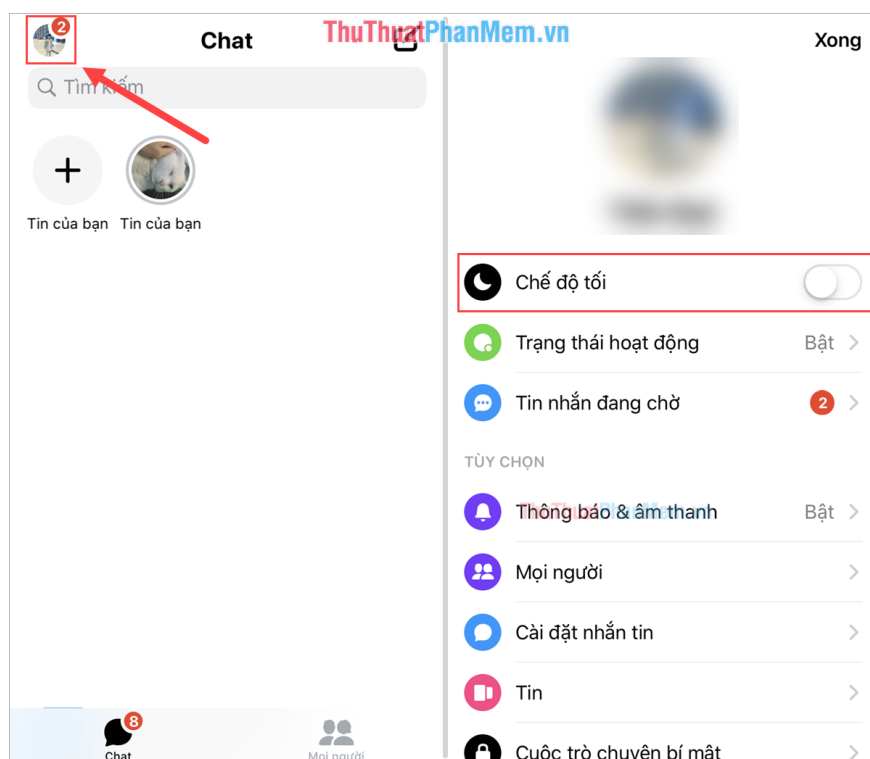 2
Chat
ThuThuatPhanMem.vn
Tìm kiếm
Tin của bạn
Tin của bạn
8
Chat
Mọi người
Xong
Chế độ tối
Trạng thái hoạt động
Bật
Tin nhắn đang chờ
2
TÙY CHỌN
ThuThuatPhanMem.vn
Thông báo & âm thanh
Bật
Mọi người
Cài đặt nhắn tin
Tin
Cuộc trò chuyện bí mật